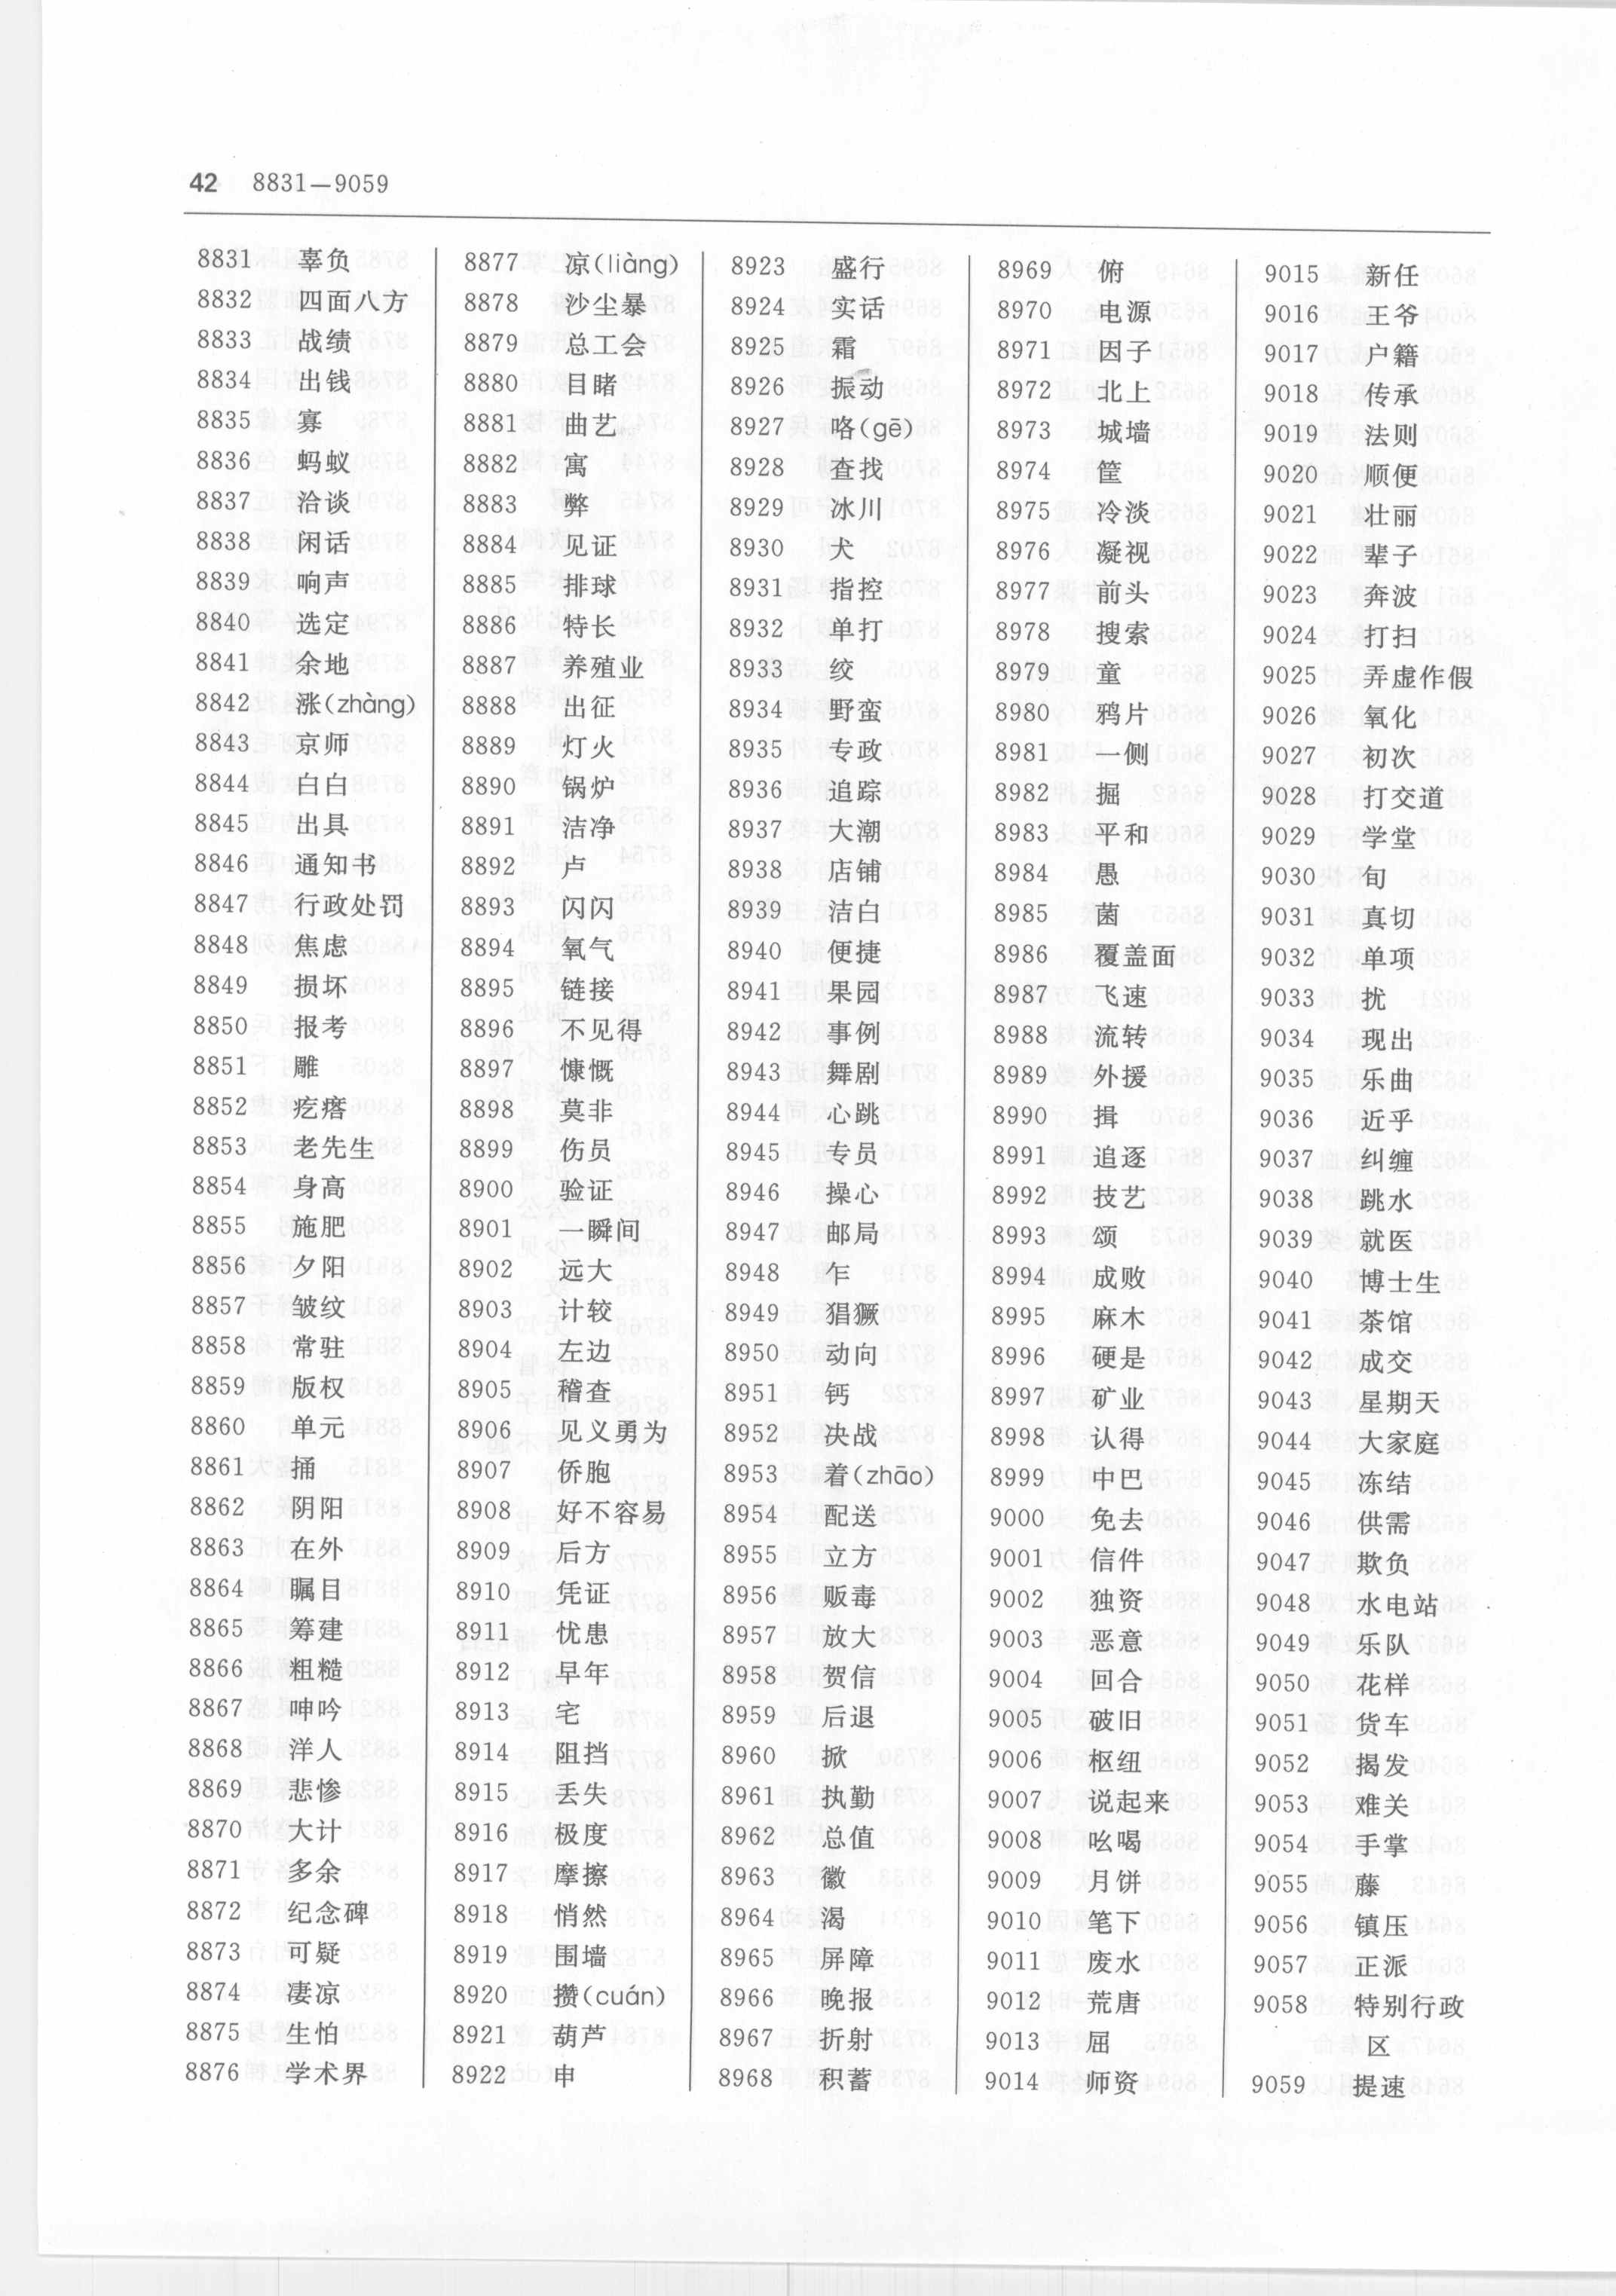 42 8831—9059
8831 辜负
8832 四面八方
8833 战绩
8834 出钱
8835 寡
8836 蚂蚁
8837 洽谈
8838 闲话
8839 响声
8840 选定
8841 余地
8842 涨(zhàng)
8843 京师
8844 白白
8845 出具
8846 通知书
8847 行政处罚
8848 焦虑
8849 损坏
8850 报考
8851 雕
8852 疙瘩
8853 老先生
8854 身高
8855 施肥
8856 夕阳
8857 皱纹
8858 常驻
8859 版权
8860 单元
8861 捅
8862 阴阳
8863 在外
8864 瞩目
8865 筹建
8866 粗糙
8867 呻吟
8868 洋人
8869 悲惨
8870 大计
8871 多余
8872 纪念碑
8873 可疑
8874 凄凉
8875 生怕
8876 学术界
8877 凉(liàng)
8878 沙尘暴
8879 总工会
8880 目睹
8881 曲艺
8882 寓
8883 弊
8884 见证
8885 排球
8886 特长
8887 养殖业
8888 出征
8889 灯火
8890 锅炉
8891 洁净
8892 卢
8893 闪闪
8894 氧气
8895 链接
8896 不见得
8897 慷慨
8898 莫非
8899 伤员
8900 验证
8901 一瞬间
8902 远大
8903 计较
8904 左边
8905 稽查
8906 见义勇为
8907 侨胞
8908 好不容易
8909 后方
8910 凭证
8911 忧患
8912 早年
8913 宅
8914 阻挡
8915 丢失
8916 极度
8917 摩擦
8918 悄然
8919 围墙
8920 攒(cuán)
8921 葫芦
8922 申
8923 盛行
8924 实话
8925 霜
8926 振动
8927 咯(gē)
8928 查找
8929 冰川
8930 犬
8931 指控
8932 单打
8933 绞
8934 野蛮
8935 专政
8936 追踪
8937 大潮
8938 店铺
8939 洁白
8940 便捷
8941 果园
8942 事例
8943 舞剧
8944 心跳
8945 专员
8946 操心
8947 邮局
8948 乍
8949 猖獗
8950 动向
8951 钙
8952 决战
8953 着(zhāo)
8954 配送
8955 立方
8956 贩毒
8957 放大
8958 贺信
8959 后退
8960 掀
8961 执勤
8962 总值
8963 徽
8964 渴
8965 屏障
8966 晚报
8967 折射
8968 积蓄
8969 俯
8970 电源
8971 因子
8972 北上
8973 城墙
8974 筐
8975 冷淡
8976 凝视
8977 前头
8978 搜索
8979 童
8980 鸦片
8981 一侧
8982 掘
8983 平和
8984 愚
8985 菌
8986 覆盖面
8987 飞速
8988 流转
8989 外援
8990 揖
8991 追逐
8992 技艺
8993 颂
8994 成败
8995 麻木
8996 硬是
8997 矿业
8998 认得
8999 中巴
9000 免去
9001 信件
9002 独资
9003 恶意
9004 回合
9005 破旧
9006 枢纽
9007 说起来
9008 吆喝
9009 月饼
9010 笔下
9011 废水
9012 荒唐
9013 屈
9014 师资
9015 新任
9016 王爷
9017 户籍
9018 传承
9019 法则
9020 顺便
9021 壮丽
9022 辈子
9023 奔波
9024 打扫
9025 弄虚作假
9026 氧化
9027 初次
9028 打交道
9029 学堂
9030 旬
9031 真切
9032 单项
9033 扰
9034 现出
9035 乐曲
9036 近乎
9037 纠缠
9038 跳水
9039 就医
9040 博士生
9041 茶馆
9042 成交
9043 星期天
9044 大家庭
9045 冻结
9046 供需
9047 欺负
9048 水电站
9049 乐队
9050 花样
9051 货车
9052 揭发
9053 难关
9054 手掌
9055 藤
9056 镇压
9057 正派
9058 特别行政
区
9059 提速